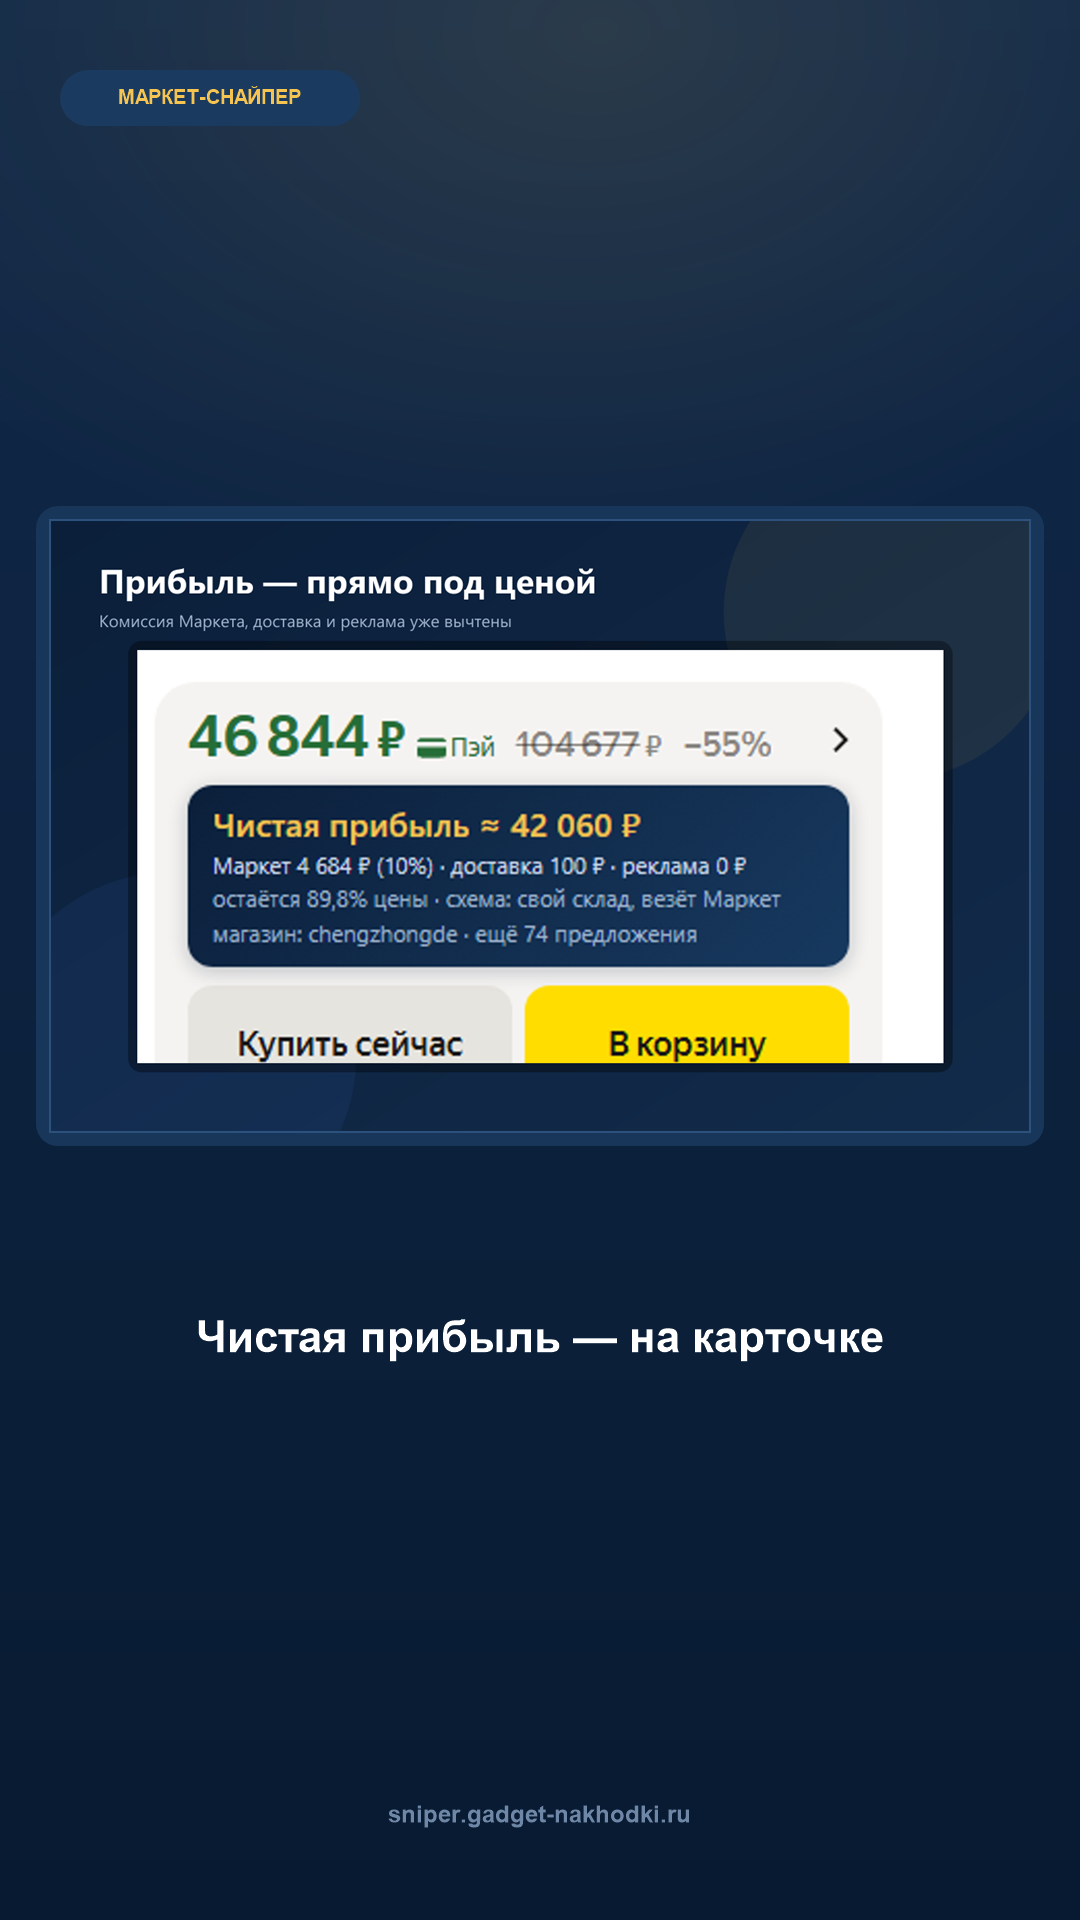 МАРКЕТ-СНАЙПЕР
Прибыль — прямо под ценой
Комиссия Маркета, доставка и реклама уже вычтены
46 844 ₽ Пэй 104 677 ₽ –55%
Чистая прибыль ≈ 42 060 ₽
Маркет 4 684 ₽ (10%) · доставка 100 ₽ · реклама 0 ₽
остаётся 89,8% цены · схема: свой склад, везёт Маркет
магазин: chengzhongde · ещё 74 предложения
Купить сейчас
В корзину
Чистая прибыль — на карточке
sniper.gadget-nakhodki.ru